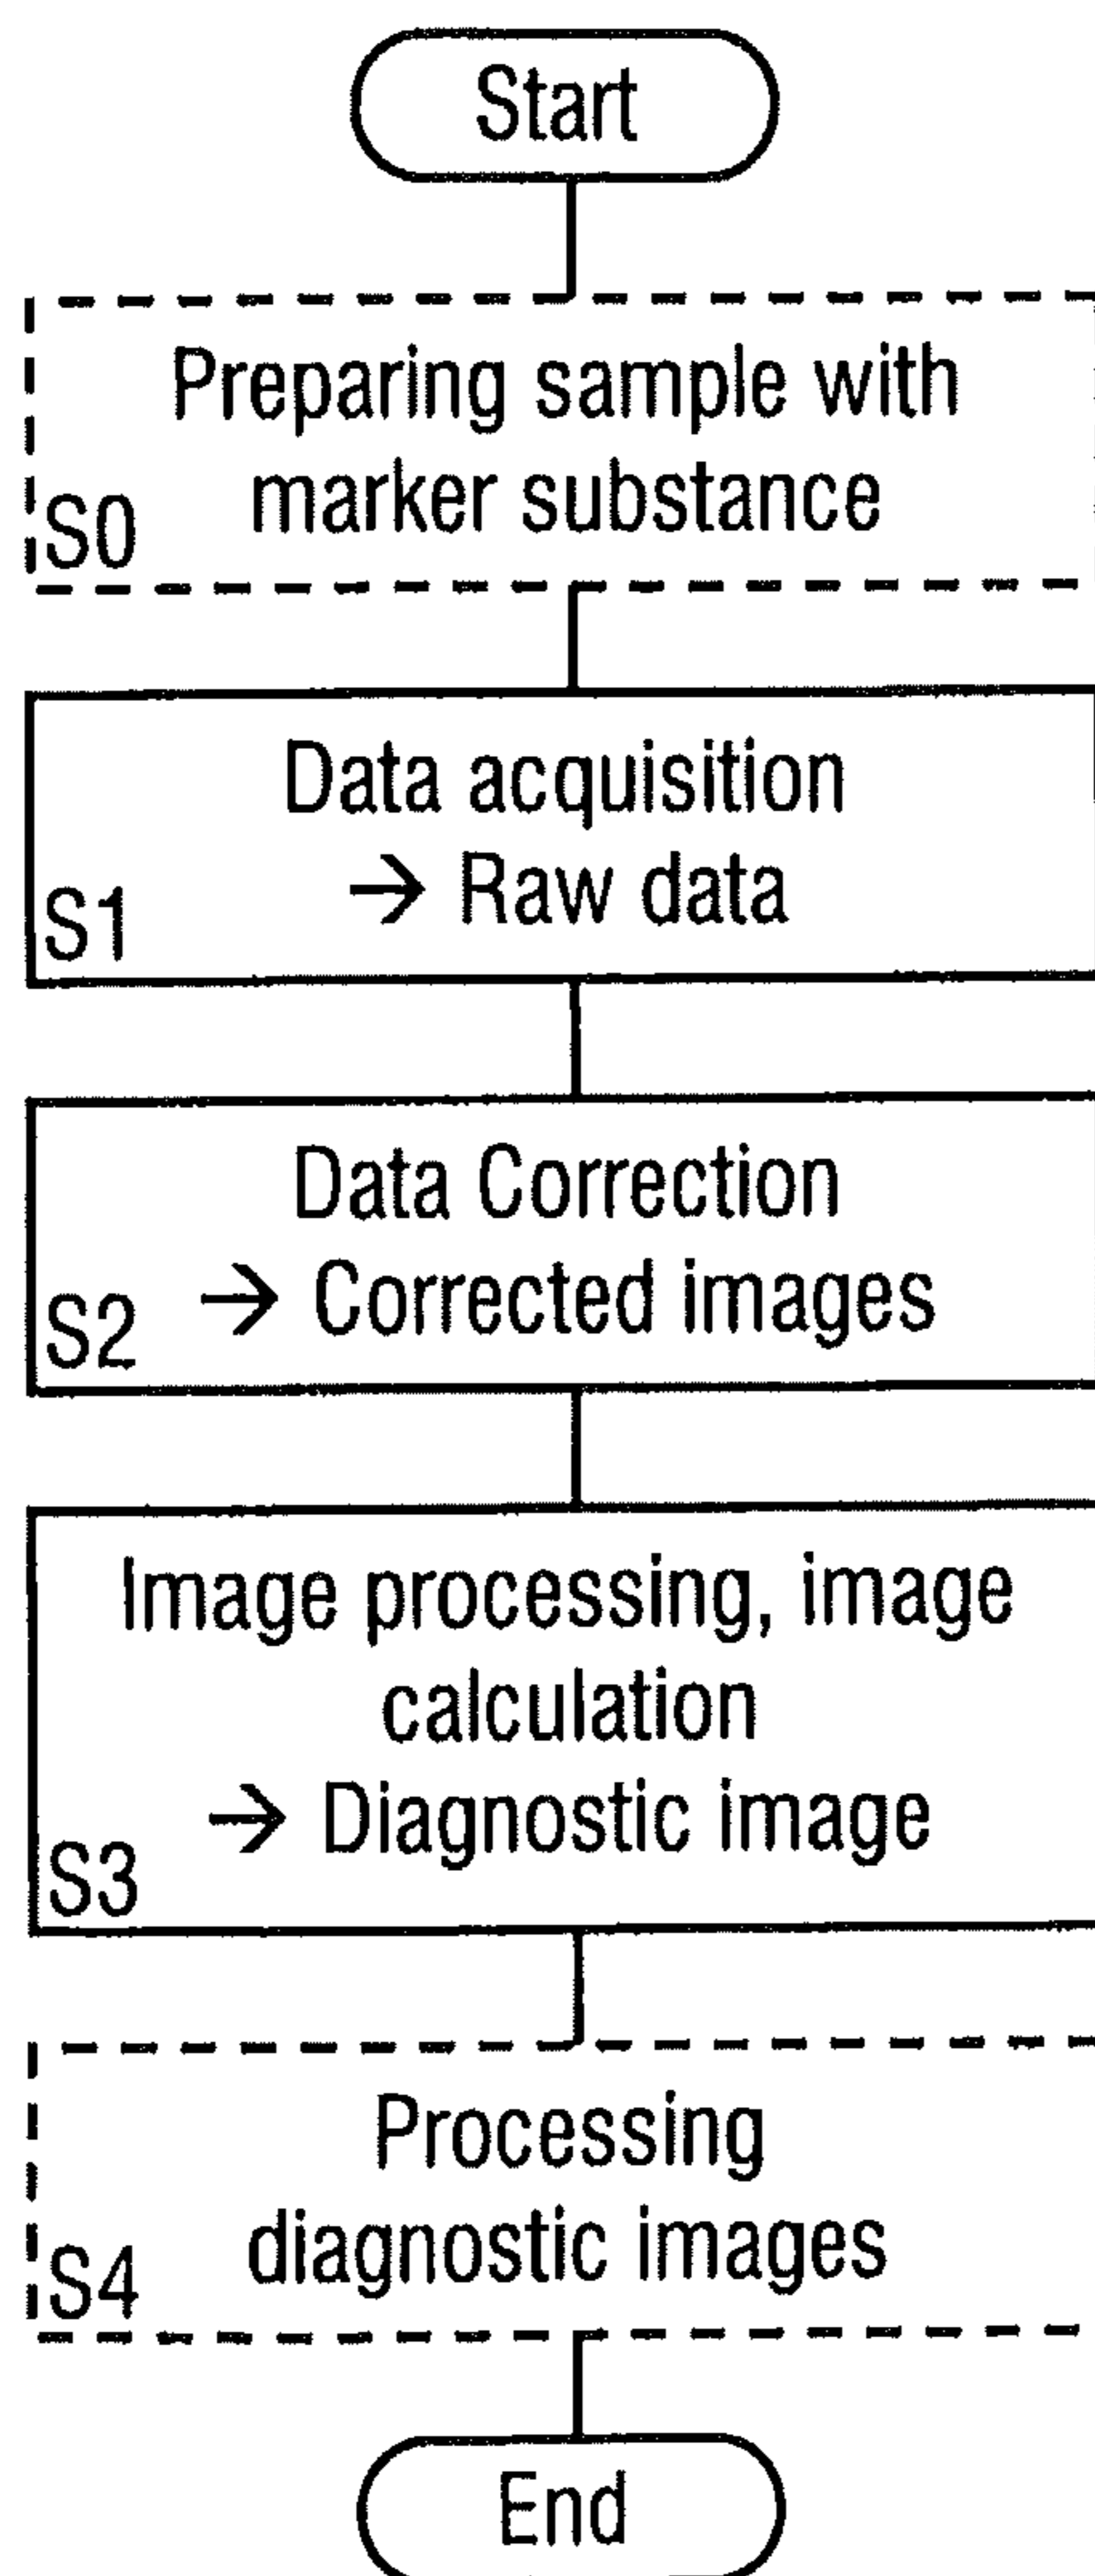 Start
Preparing sample with
marker substance
S0
Data acquisition
→ Raw data
S1
Data Correction
→ Corrected images
S2
Image processing, image
calculation
→ Diagnostic image
S3
Processing
diagnostic images
S4
End